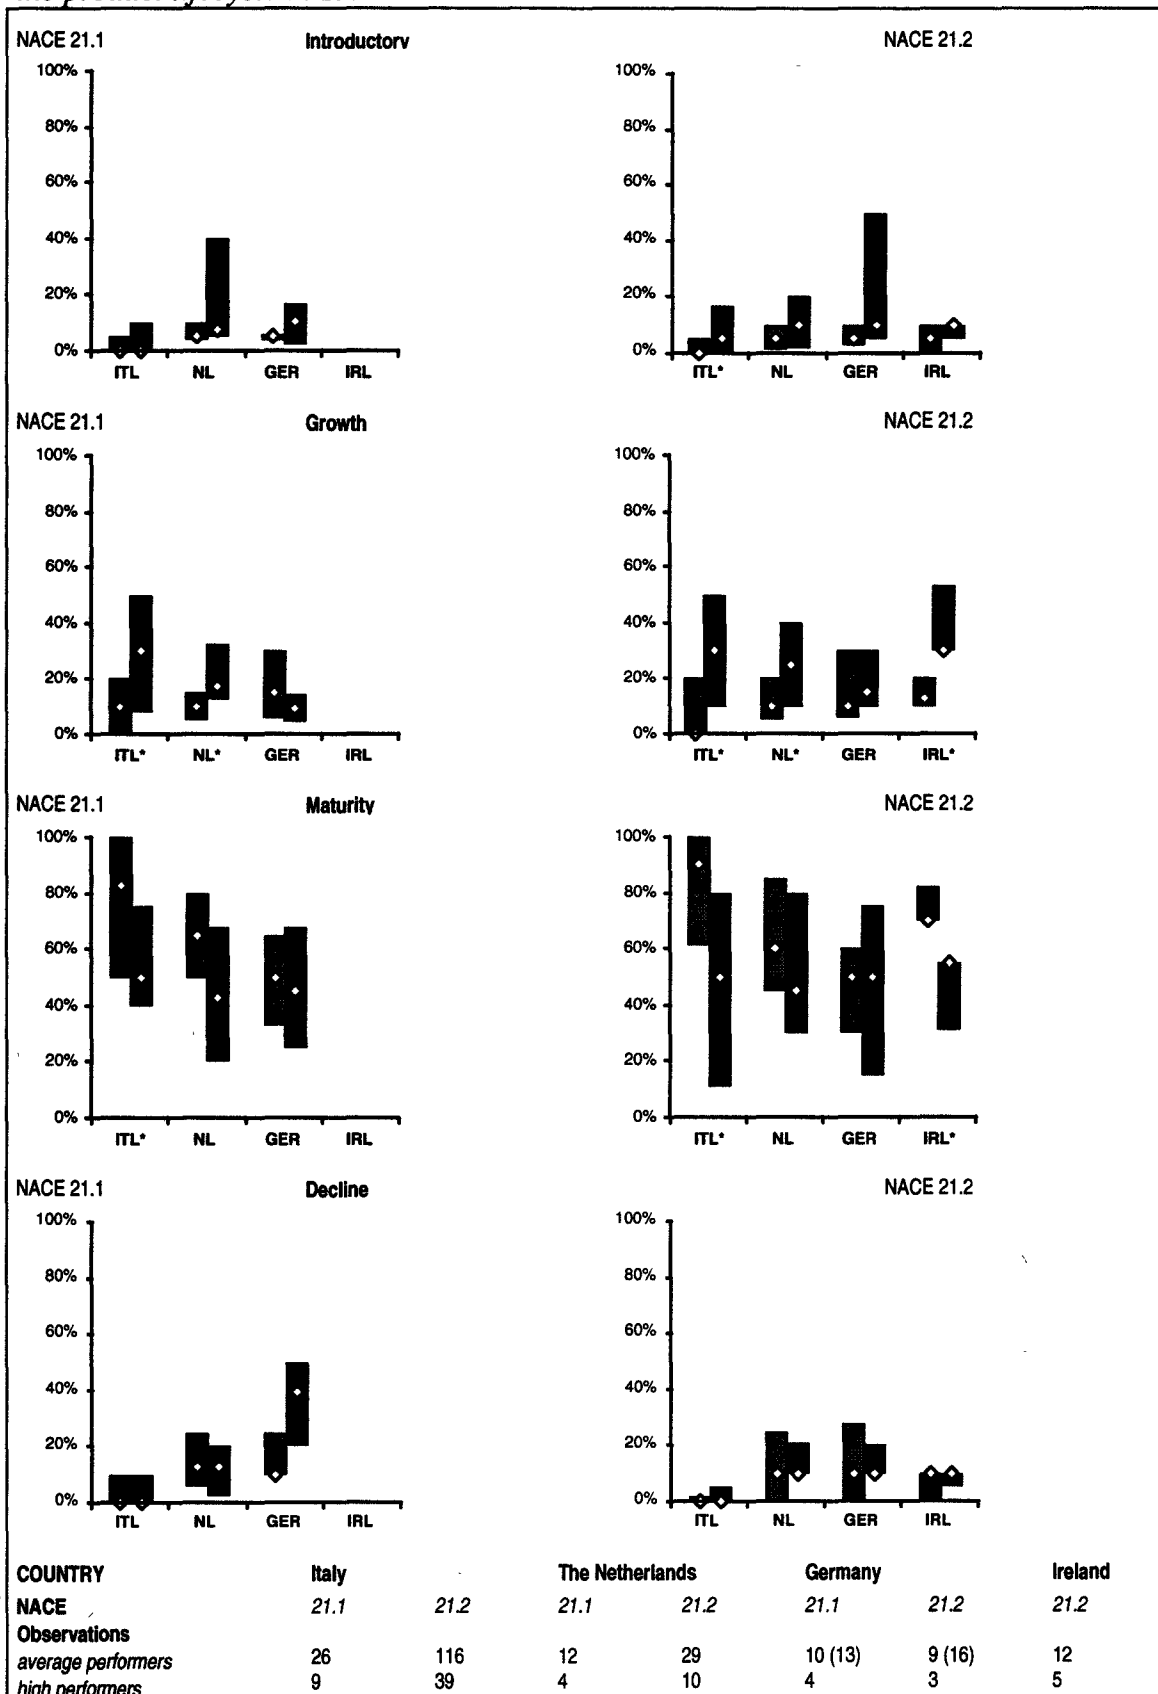 NACE 21.1 Introductory NACE 21.2
100% 100%
80% 80%
60% 60%
40% 40%
20% 20%
0% 0%
ITL NL GER IRL ITL* NL GER IRL
NACE 21.1 Growth NACE 21.2
100% 100%
80% 80%
60% 60%
40% 40%
20% 20%
0% 0%
ITL* NL* GER IRL ITL* NL* GER IRL*
NACE 21.1 Maturity NACE 21.2
100% 100%
80% 80%
60% 60%
40% 40%
20% 20%
0% 0%
ITL* NL GER IRL ITL* NL GER IRL*
NACE 21.1 Decline NACE 21.2
100% 100%
80% 80%
60% 60%
40% 40%
20% 20%
0% 0%
ITL NL GER IRL ITL NL GER IRL
COUNTRY Italy The Netherlands Germany Ireland
NACE 21.1 21.2 21.1 21.2 21.1 21.2 21.2
Observations
average performers 26 116 12 29 10 (13) 9 (16) 12
high performers 9 39 4 10 4 3 5